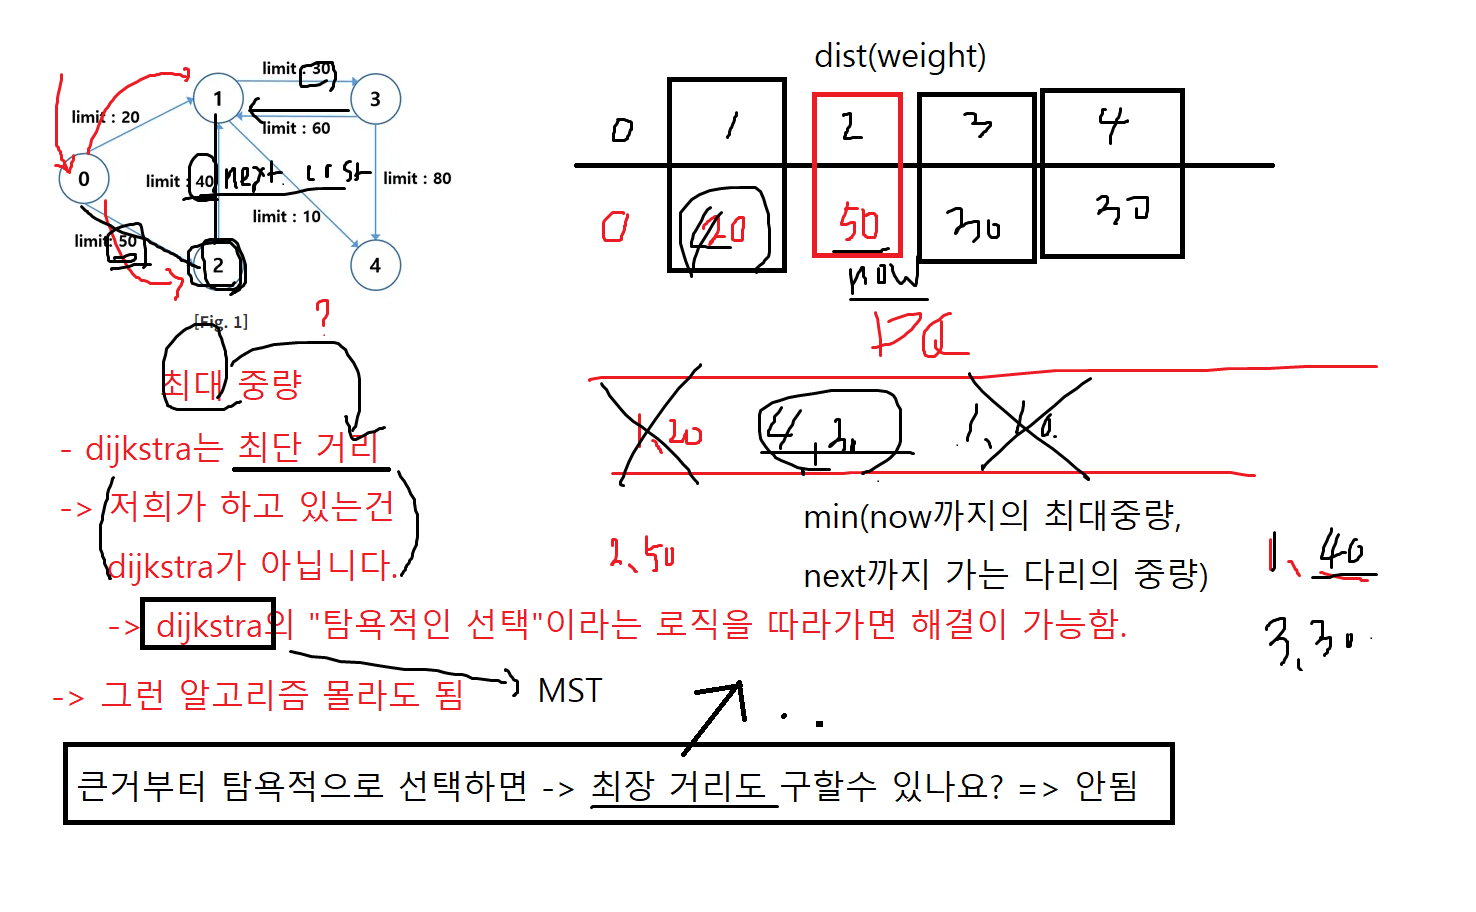 limit : 30
1
3
limit : 20
limit : 60
0
limit : 40
next cost
limit : 80
limit : 10
limit : 50
2
4
[Fig. 1]
dist(weight)
0 1 2 3 4
0 20 50 30 30
now
PQ
?
최대 중량
- dijkstra는 최단 거리
-> 저희가 하고 있는건
dijkstra가 아닙니다.
-> dijkstra의 "탐욕적인 선택"이라는 로직을 따라가면 해결이 가능함.
-> 그런 알고리즘 몰라도 됨
MST
1, 20 4, 30
2, 50
min(now까지의 최대중량,
next까지 가는 다리의 중량)
1, 40
3, 30
큰거부터 탐욕적으로 선택하면 -> 최장 거리도 구할수 있나요? => 안됨